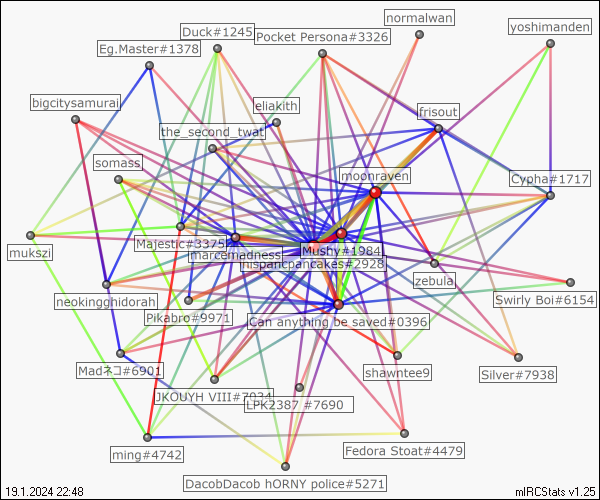 normalwan
Duck#1245
yoshimanden
Pocket Persona#3326
Eg.Master#1378
bigcitysamurai
eliakith
frisout
the_second_twat
somass
moonraven
Cypha#1717
Majestic#3375
mukszi
Mushy#1984
marcemadness
hispanicpancakes#2928
zebula
neokingghidorah
Swirly Boi#6154
Pikabro#9971
Can anything be saved#0396
Madネコ#6901
shawntee9
Silver#7938
JKOUYH VIII#7034
LPK2387 #7690
Fedora Stoat#4479
ming#4742
DacobDacob hORNY police#5271
19.1.2024 22:48
mIRCStats v1.25